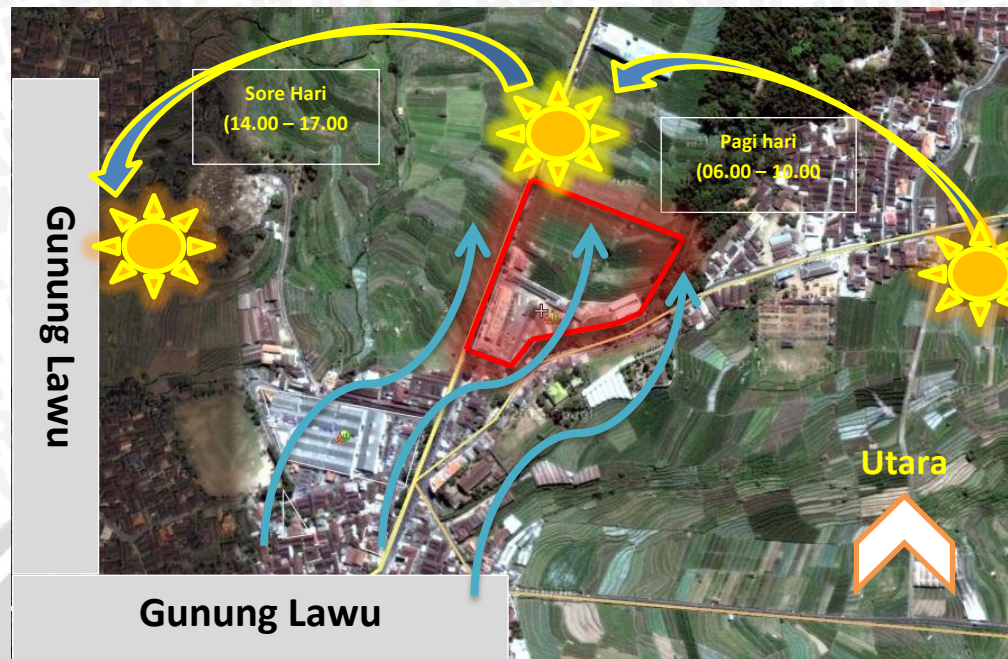 Sore Hari
(14.00 – 17.00
Pagi hari
(06.00 – 10.00
Gunung Lawu
Utara
Gunung Lawu